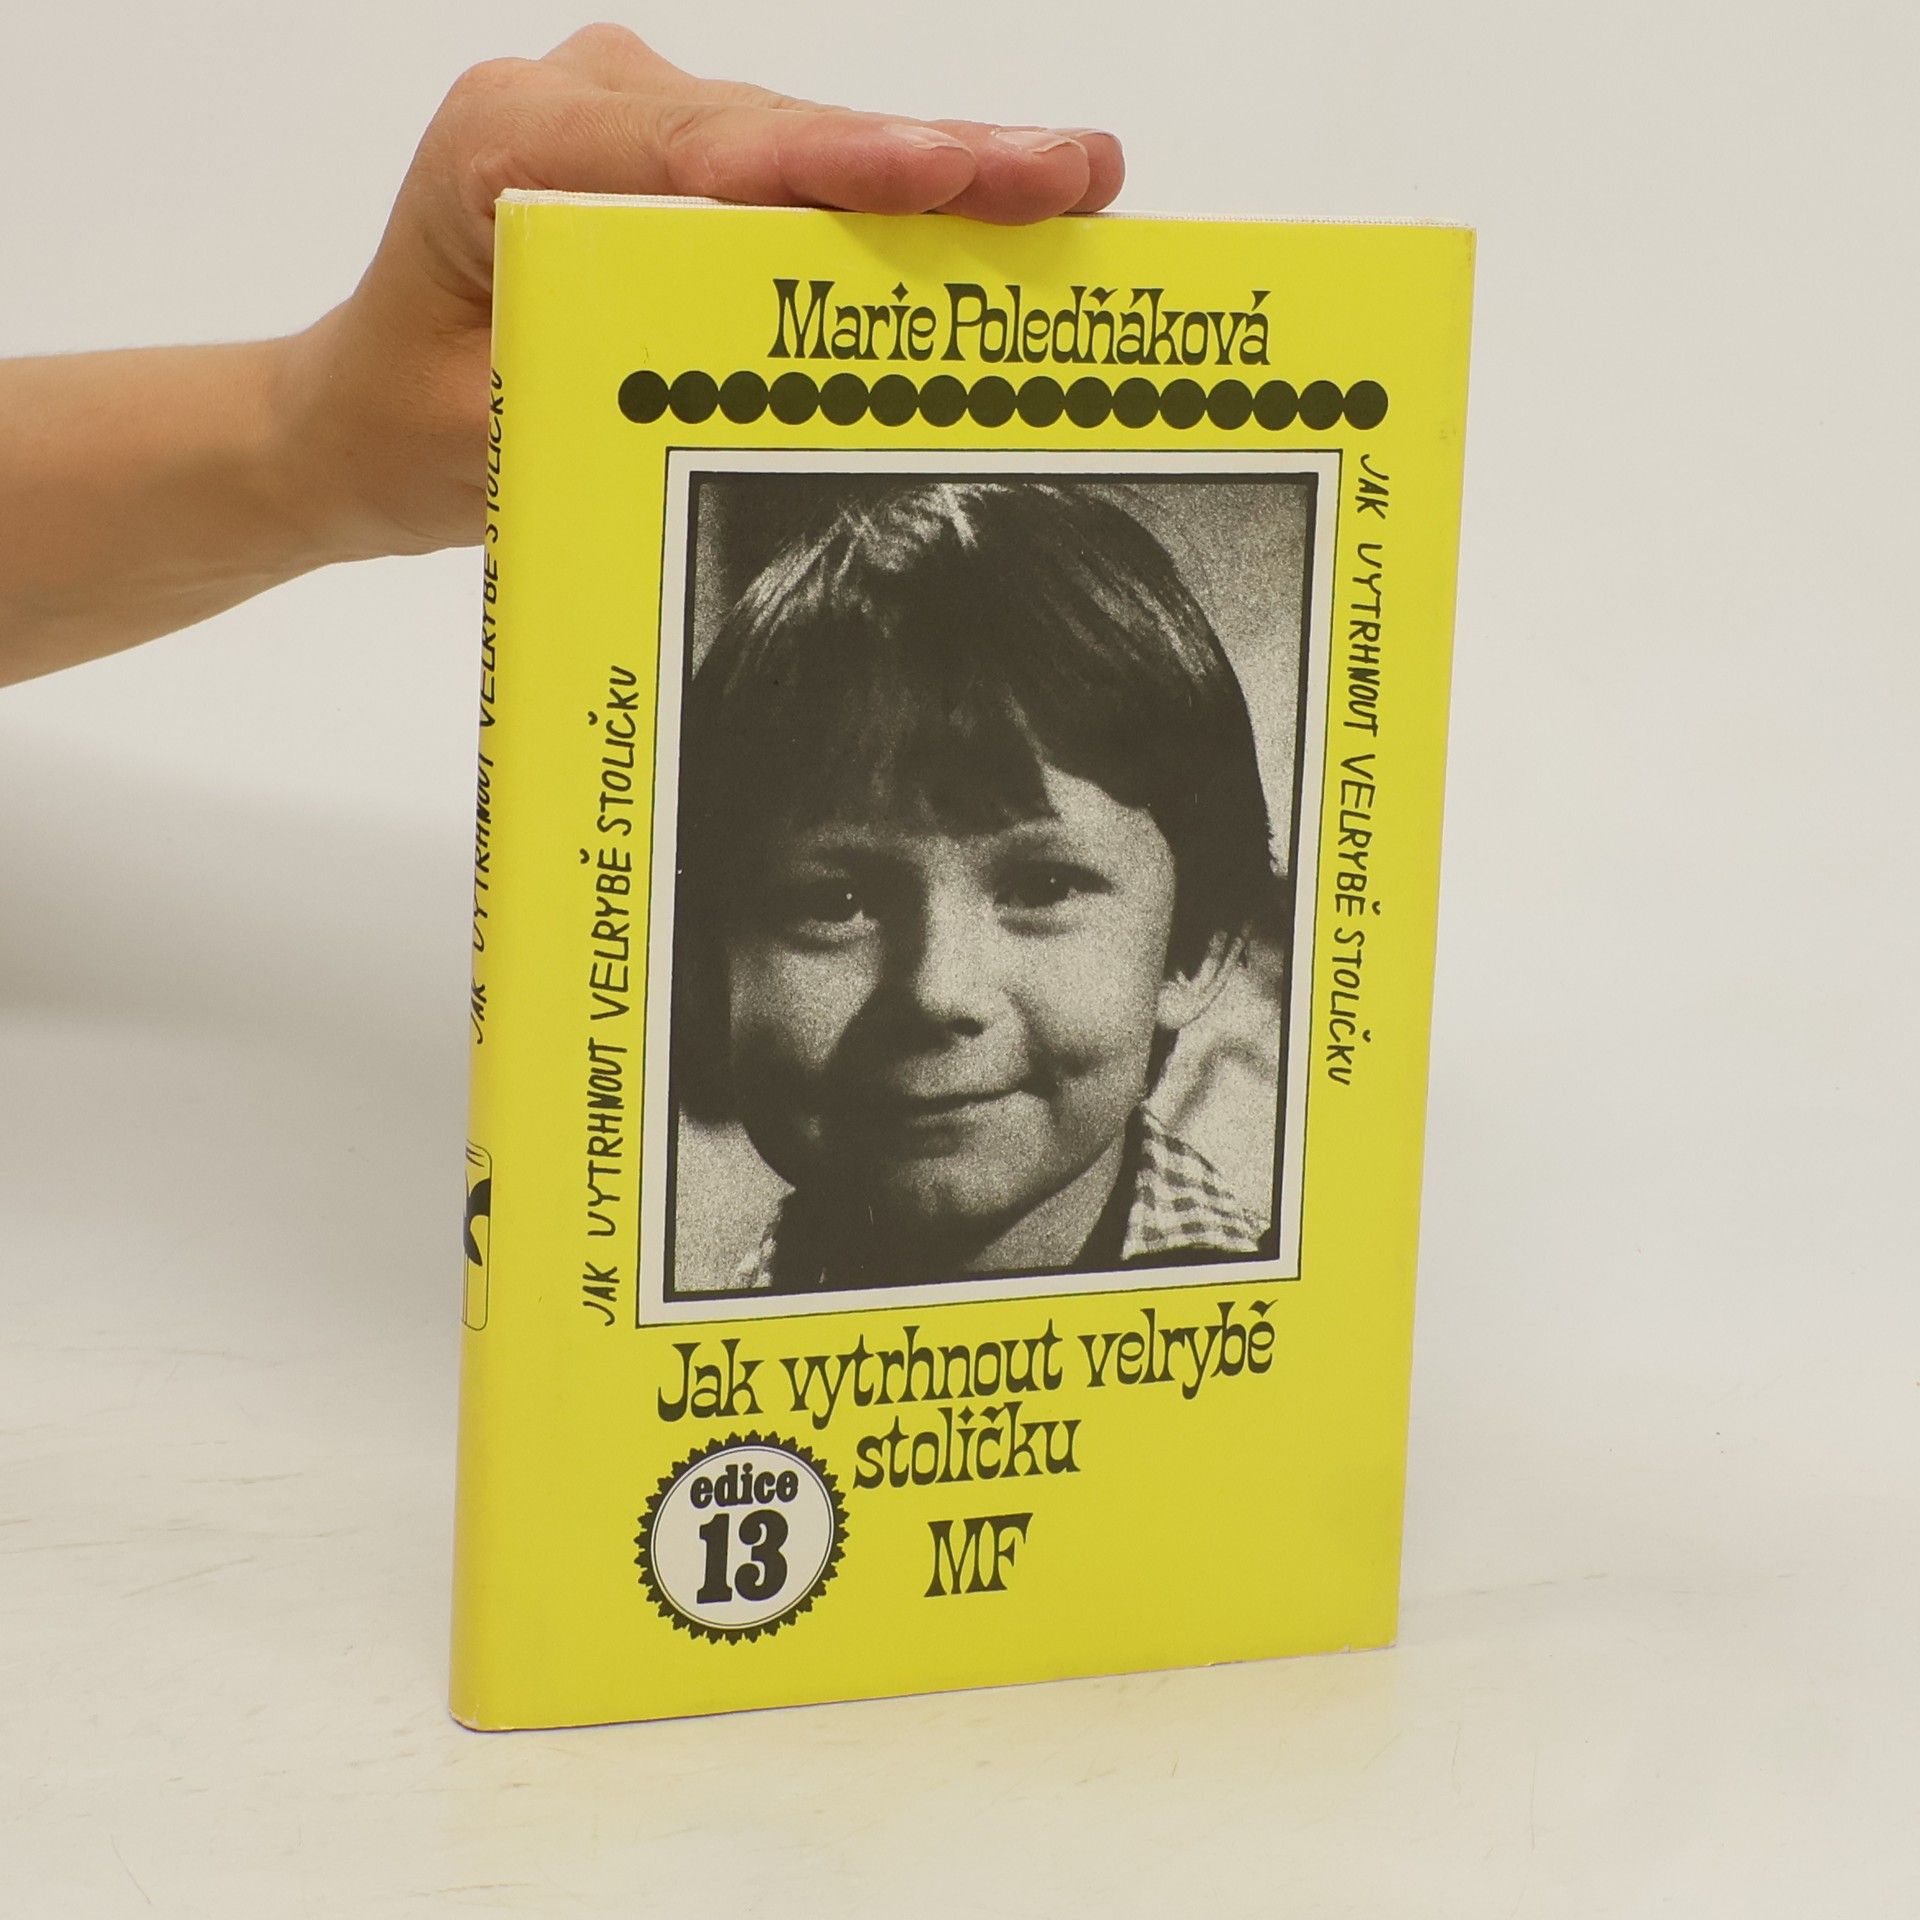 Marie Poledňáková
JAK VYTRHNOUT VELRYBĚ STOLIČKU
JAK VYTRHNOUT VELRYBĚ STOLIČKU
JAK VYTRHNOUT VELRYBĚ STOLIČKU
Jak vytrhnout velrybě
stoličku
edice
13
MF